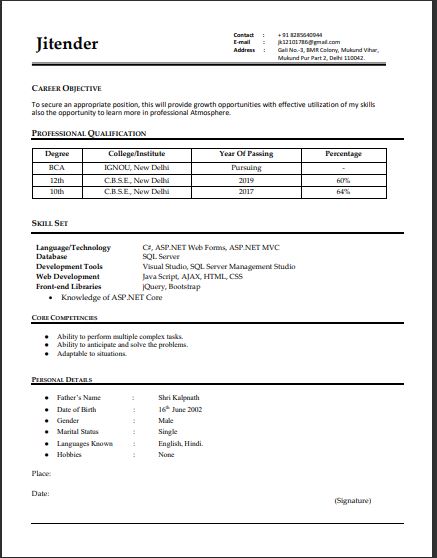 Jitender
Contact : + 91 8285640944
E-mail : jk12101786@gmail.com
Address : Gali No.-3, BMR Colony, Mukund Vihar,
Mukund Pur Part 2, Delhi 110042.
CAREER OBJECTIVE
To secure an appropriate position, this will provide growth opportunities with effective utilization of my skills
also the opportunity to learn more in professional Atmosphere.
PROFESSIONAL QUALIFICATION
Degree College/Institute Year Of Passing Percentage
BCA IGNOU, New Delhi Pursuing -
12th C.B.S.E., New Delhi 2019 60%
10th C.B.S.E., New Delhi 2017 64%
SKILL SET
Language/Technology C#, ASP.NET Web Forms, ASP.NET MVC
Database SQL Server
Development Tools Visual Studio, SQL Server Management Studio
Web Development Java Script, AJAX, HTML, CSS
Front-end Libraries jQuery, Bootstrap
• Knowledge of ASP.NET Core
CORE COMPETENCIES
• Ability to perform multiple complex tasks.
• Ability to anticipate and solve the problems.
• Adaptable to situations.
PERSONAL DETAILS
• Father's Name : Shri Kalpnath
• Date of Birth : 16th June 2002
• Gender : Male
• Marital Status : Single
• Languages Known : English, Hindi.
• Hobbies : None
Place:
Date:
(Signature)